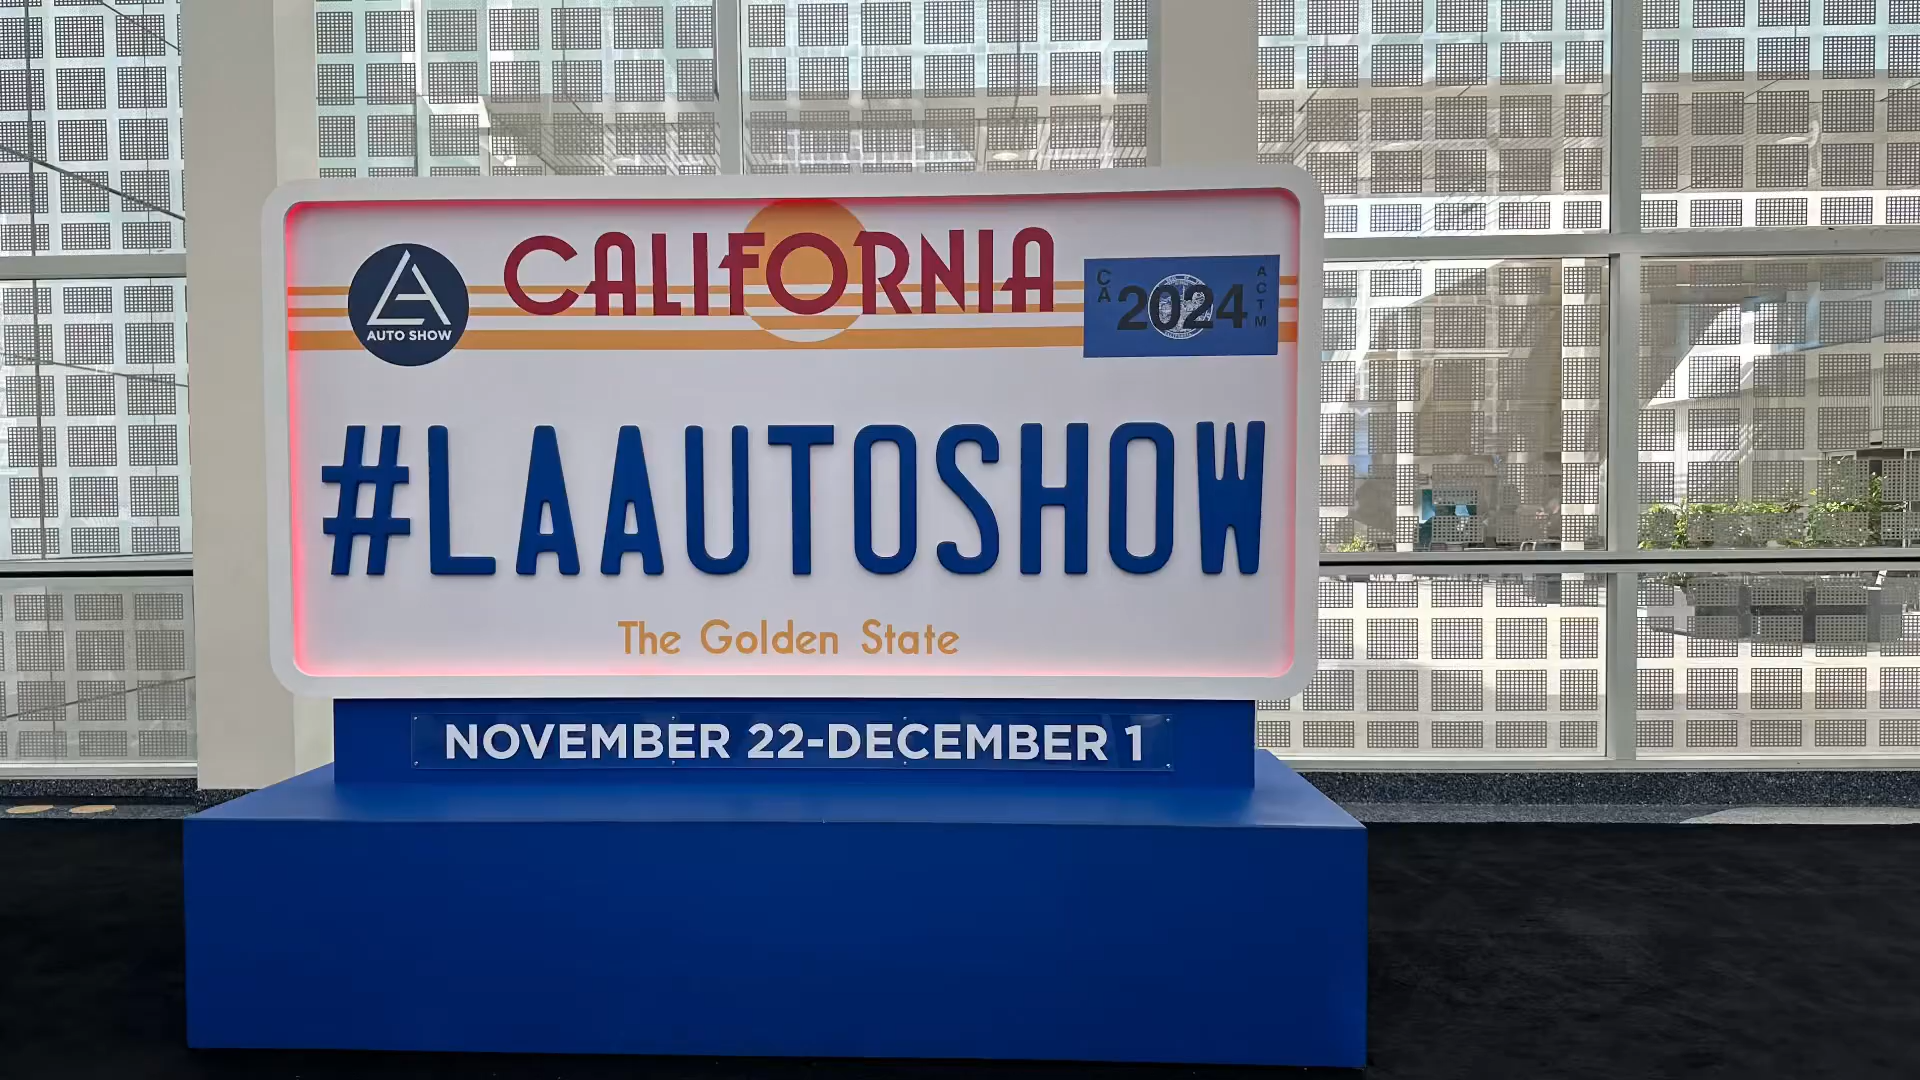 CALIFORNIA
AUTO SHOW
CA
2024
ACTM
#LAAUTOSHOW
The Golden State
NOVEMBER 22-DECEMBER 1